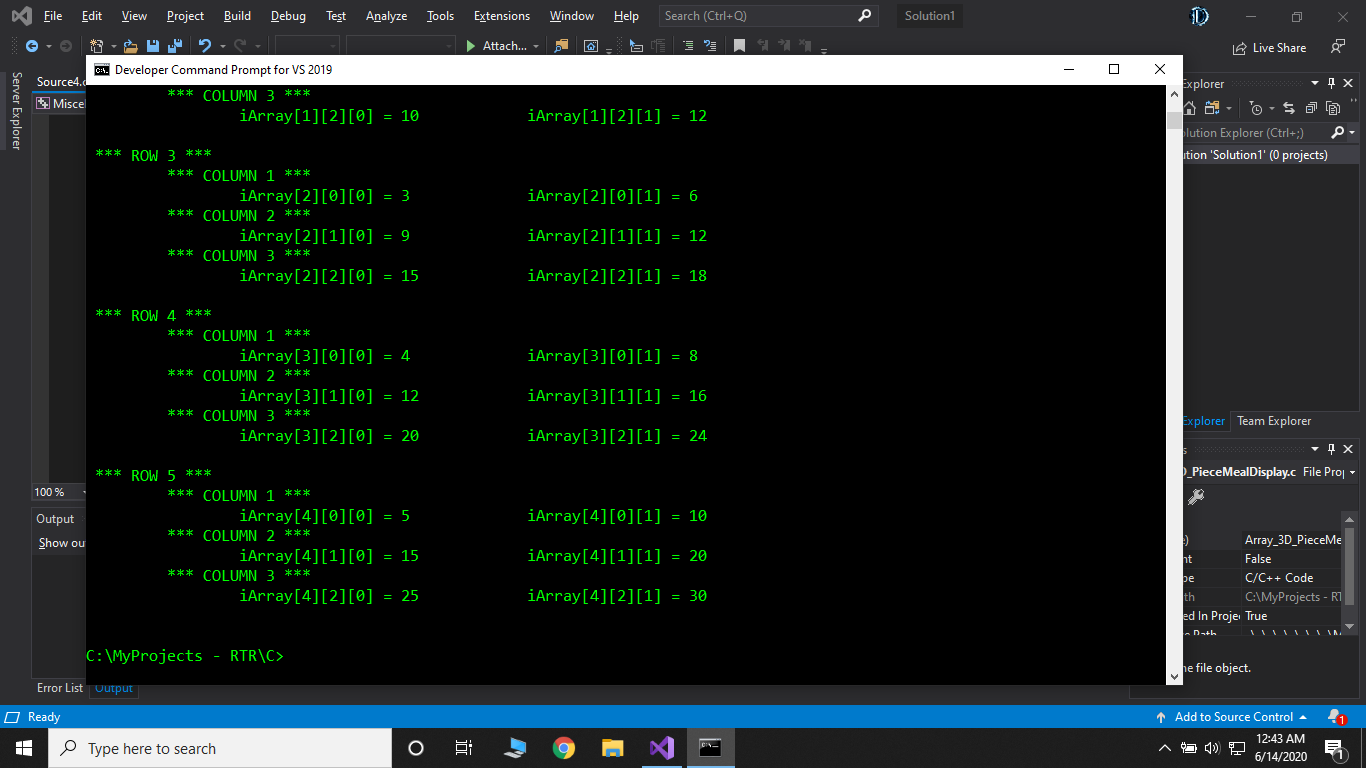 File Edit View Project Build Debug Test Analyze Tools Extensions Window Help Search (Ctrl+Q) Solution1
Attach... Live Share
Developer Command Prompt for VS 2019
Server Explorer
Source4.c
Miscel
*** COLUMN 3 ***
iArray[1][2][0] = 10 iArray[1][2][1] = 12
*** ROW 3 ***
*** COLUMN 1 ***
iArray[2][0][0] = 3 iArray[2][0][1] = 6
*** COLUMN 2 ***
iArray[2][1][0] = 9 iArray[2][1][1] = 12
*** COLUMN 3 ***
iArray[2][2][0] = 15 iArray[2][2][1] = 18
*** ROW 4 ***
*** COLUMN 1 ***
iArray[3][0][0] = 4 iArray[3][0][1] = 8
*** COLUMN 2 ***
iArray[3][1][0] = 12 iArray[3][1][1] = 16
*** COLUMN 3 ***
iArray[3][2][0] = 20 iArray[3][2][1] = 24
*** ROW 5 ***
*** COLUMN 1 ***
iArray[4][0][0] = 5 iArray[4][0][1] = 10
*** COLUMN 2 ***
iArray[4][1][0] = 15 iArray[4][1][1] = 20
*** COLUMN 3 ***
iArray[4][2][0] = 25 iArray[4][2][1] = 30
C:\MyProjects - RTR\C>
100 %
Output
Show ou
Error List Output
Explorer
olution Explorer (Ctrl+;)
ution 'Solution1' (0 projects)
Explorer Team Explorer
D_PieceMealDisplay.c File Prop
Array_3D_PieceMe
nt False
pe C/C++ Code
th C:\MyProjects - RT
ed In Projec True
e Path
ne file object.
Ready Add to Source Control 1
Type here to search
12:43 AM
6/14/2020
1